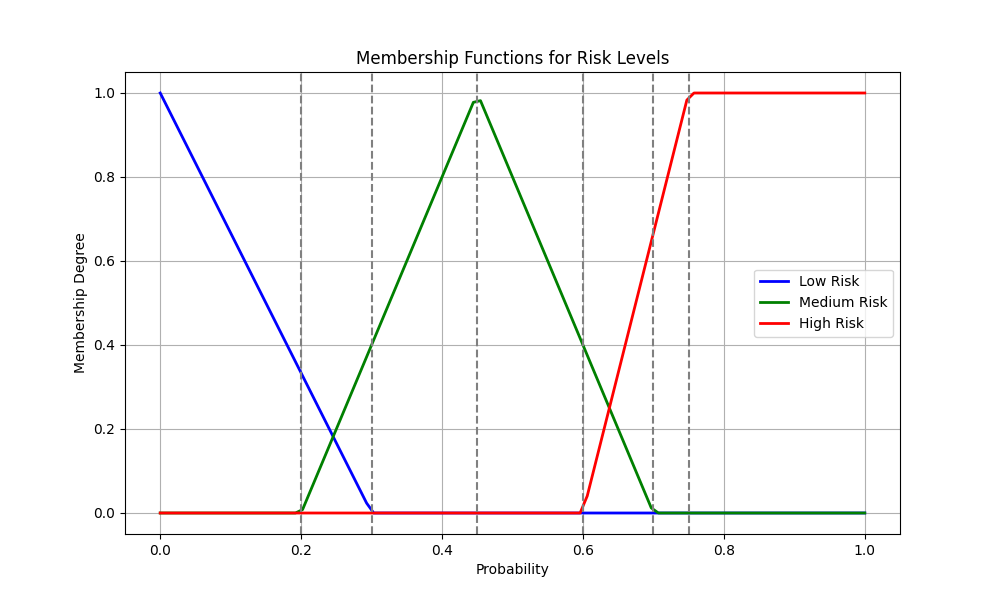 Membership Functions for Risk Levels
1.0
0.8
0.6
0.4
0.2
0.0
Membership Degree
Low Risk
Medium Risk
High Risk
0.0 0.2 0.4 0.6 0.8 1.0
Probability